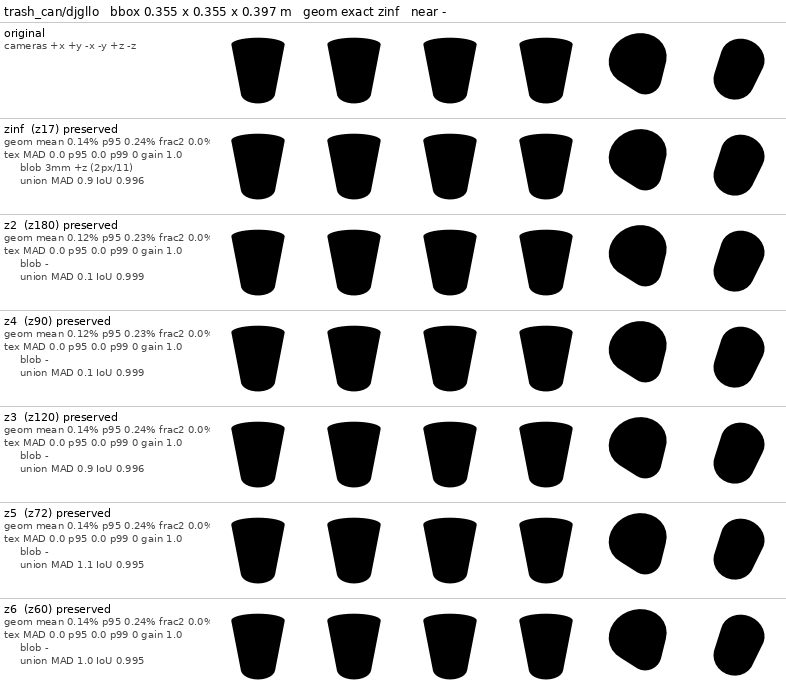 trash_can/djgllo   bbox 0.355 x 0.355 x 0.397 m   geom exact zinf   near -
original
cameras +x +y -x -y +z -z
zinf  (z17) preserved
geom mean 0.14% p95 0.24% frac2 0.0%
tex MAD 0.0 p95 0.0 p99 0 gain 1.0
blob 3mm +z (2px/11)
union MAD 0.9 IoU 0.996
z2  (z180) preserved
geom mean 0.12% p95 0.23% frac2 0.0%
tex MAD 0.0 p95 0.0 p99 0 gain 1.0
blob -
union MAD 0.1 IoU 0.999
z4  (z90) preserved
geom mean 0.12% p95 0.23% frac2 0.0%
tex MAD 0.0 p95 0.0 p99 0 gain 1.0
blob -
union MAD 0.1 IoU 0.999
z3  (z120) preserved
geom mean 0.14% p95 0.24% frac2 0.0%
tex MAD 0.0 p95 0.0 p99 0 gain 1.0
blob -
union MAD 0.9 IoU 0.996
z5  (z72) preserved
geom mean 0.14% p95 0.24% frac2 0.0%
tex MAD 0.0 p95 0.0 p99 0 gain 1.0
blob -
union MAD 1.1 IoU 0.995
z6  (z60) preserved
geom mean 0.14% p95 0.24% frac2 0.0%
tex MAD 0.0 p95 0.0 p99 0 gain 1.0
blob -
union MAD 1.0 IoU 0.995